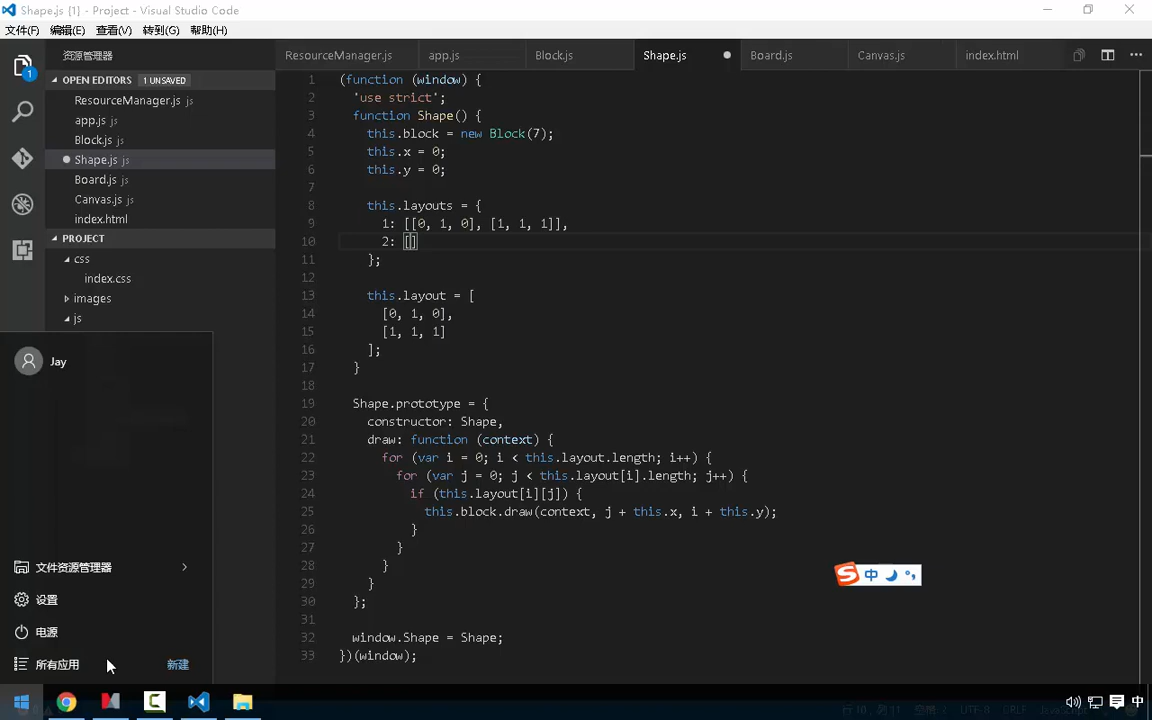 Shape.js {1} - Project - Visual Studio Code
文件(F) 编辑(E) 查看(V) 转到(G) 帮助(H)
资源管理器
OPEN EDITORS 1 UNSAVED
ResourceManager.js js
app.js js
Block.js js
Shape.js js
Board.js js
Canvas.js js
index.html
PROJECT
css
index.css
images
js
ResourceManager.js app.js Block.js Shape.js Board.js Canvas.js index.html
1 (function (window) {
2 'use strict';
3 function Shape() {
4 this.block = new Block(7);
5 this.x = 0;
6 this.y = 0;
7
8 this.layouts = {
9 1: [[0, 1, 0], [1, 1, 1]],
10 2: []
11 };
12
13 this.layout = [
14 [0, 1, 0],
15 [1, 1, 1]
16 ];
17 }
18
19 Shape.prototype = {
20 constructor: Shape,
21 draw: function (context) {
22 for (var i = 0; i < this.layout.length; i++) {
23 for (var j = 0; j < this.layout[i].length; j++) {
24 if (this.layout[i][j]) {
25 this.block.draw(context, j + this.x, i + this.y);
26 }
27 }
28 }
29 }
30 };
31
32 window.Shape = Shape;
33 })(window);
Jay
文件资源管理器
设置
电源
所有应用 新建
中
中